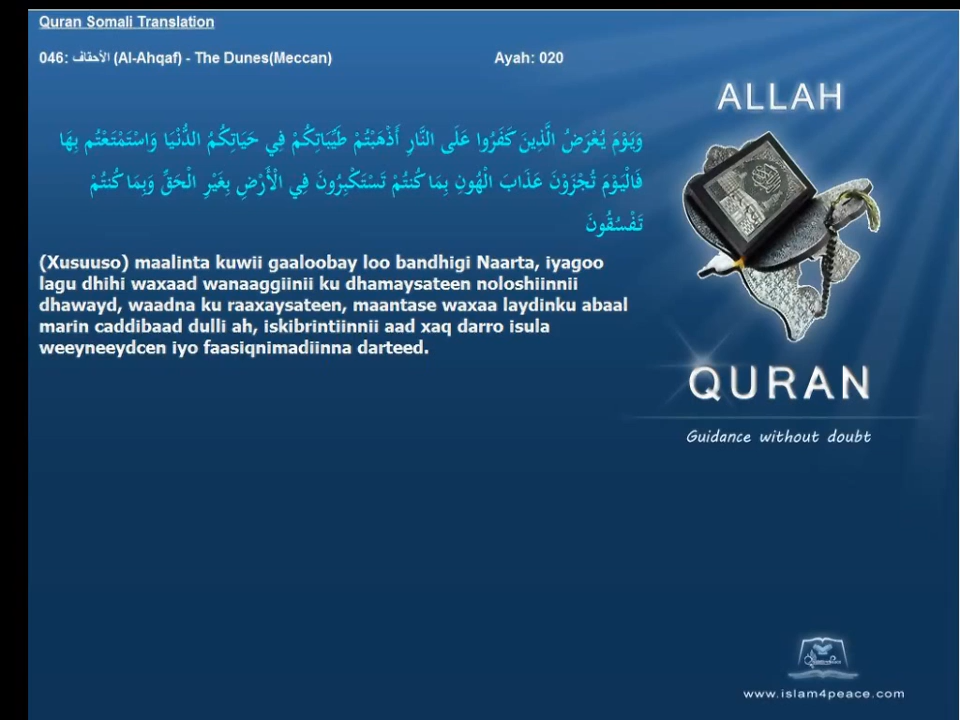 Quran Somali Translation
046: الأحقاف (Al-Ahqaf) - The Dunes(Meccan) Ayah: 020
وَيَوْمَ يُعْرَضُ الَّذِينَ كَفَرُوا عَلَى النَّارِ أَذْهَبْتُمْ طَيِّبَاتِكُمْ فِي حَيَاتِكُمُ الدُّنْيَا وَاسْتَمْتَعْتُم بِهَا
فَالْيَوْمَ تُجْزَوْنَ عَذَابَ الْهُونِ بِمَا كُنتُمْ تَسْتَكْبِرُونَ فِي الْأَرْضِ بِغَيْرِ الْحَقِّ وَبِمَا كُنتُمْ
تَفْسُقُونَ
(Xusuuso) maalinta kuwii gaaloobay loo bandhigi Naarta, iyagoo
lagu dhihi waxaad wanaaggiinii ku dhamaysateen noloshiinnii
dhawayd, waadna ku raaxaysateen, maantase waxaa laydinku abaal
marin caddibaad dulli ah, iskibrintiinnii aad xaq darro isula
weeyneeydcen iyo faasiqnimadiinna darteed.
ALLAH
QURAN
Guidance without doubt
www.islam4peace.com